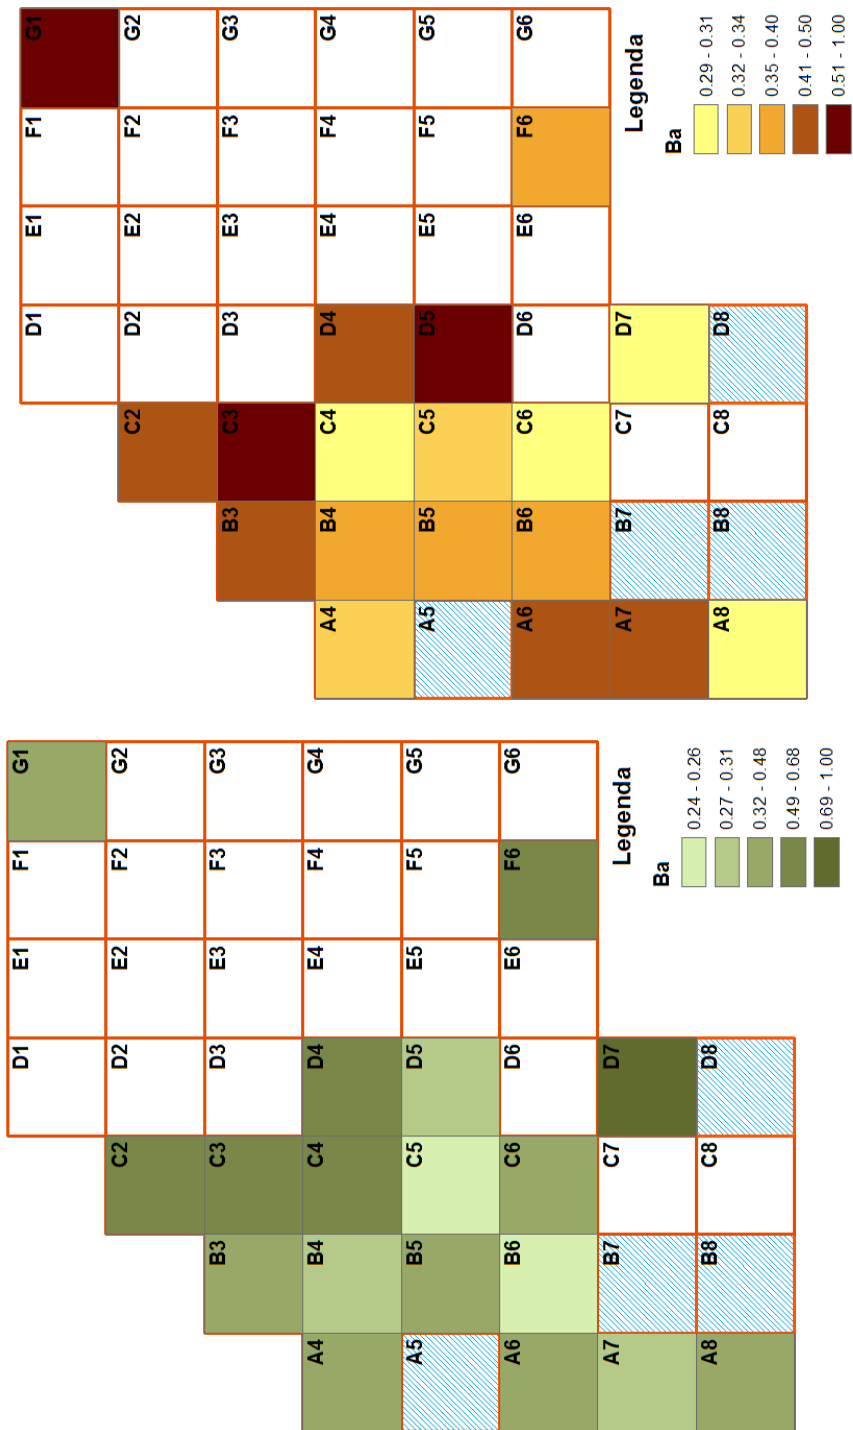 D1 E1 F1 G1
C2 D2 E2 F2 G2
B3 C3 D3 E3 F3 G3
A4 B4 C4 D4 E4 F4 G4
A5 B5 C5 D5 E5 F5 G5
A6 B6 C6 D6 E6 F6 G6
A7 B7 C7 D7
A8 B8 C8 D8
Legenda
Ba
0.24 - 0.26
0.27 - 0.31
0.32 - 0.48
0.49 - 0.68
0.69 - 1.00
D1 E1 F1 G1
C2 D2 E2 F2 G2
B3 C3 D3 E3 F3 G3
A4 B4 C4 D4 E4 F4 G4
A5 B5 C5 D5 E5 F5 G5
A6 B6 C6 D6 E6 F6 G6
A7 B7 C7 D7
A8 B8 C8 D8
Legenda
Ba
0.29 - 0.31
0.32 - 0.34
0.35 - 0.40
0.41 - 0.50
0.51 - 1.00